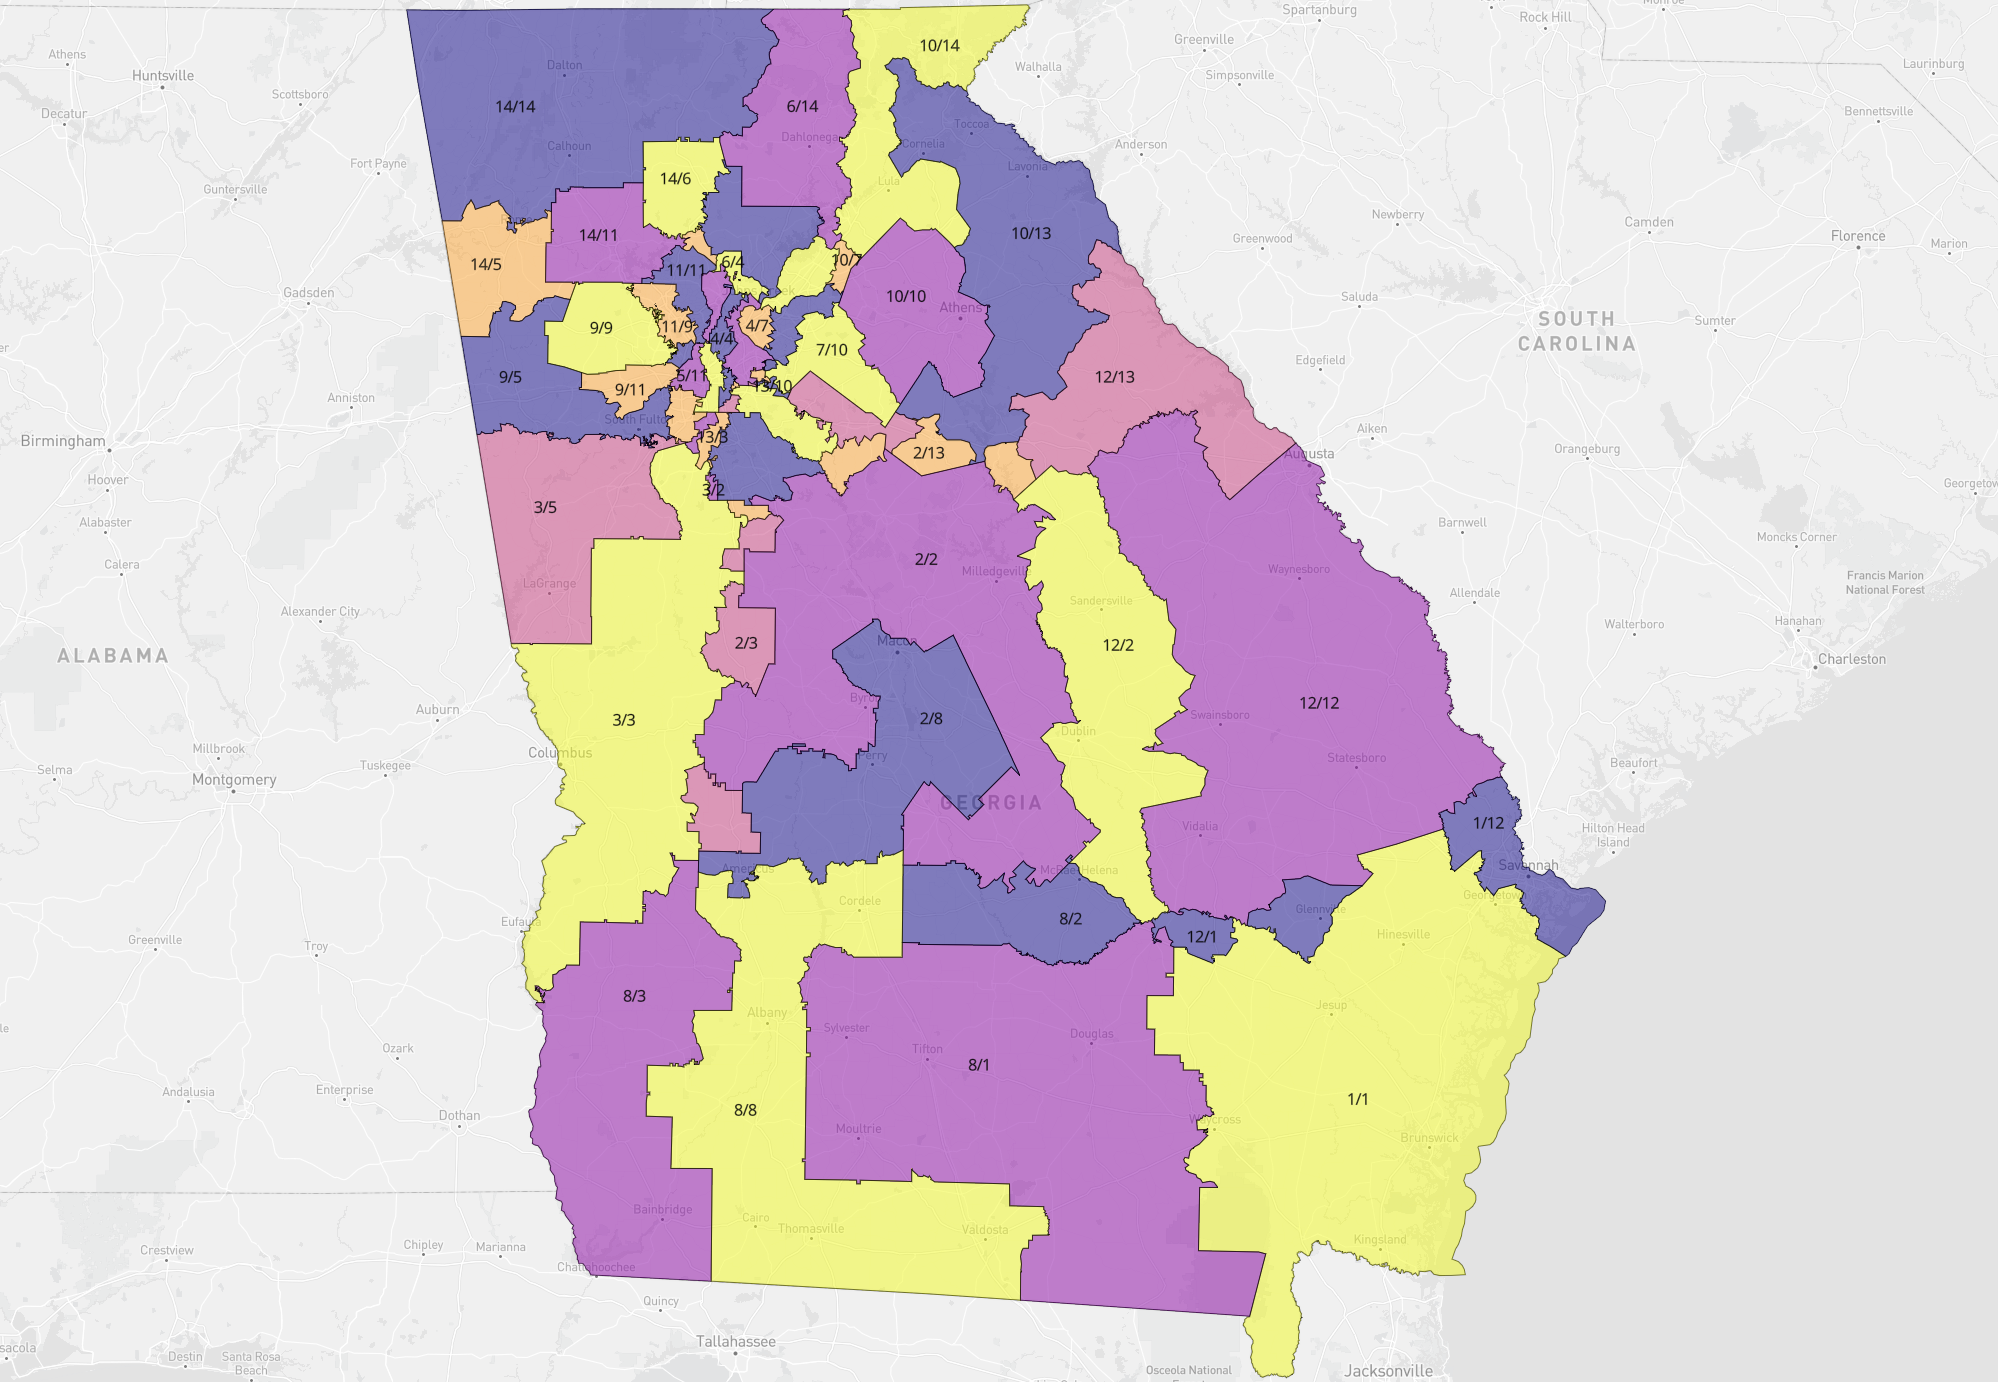 Athens
Huntsville
Scottsboro
Decatur
Fort Payne
Guntersville
Gadsden
Anniston
Birmingham
Hoover
Alabaster
Calera
Alexander City
ALABAMA
Auburn
Millbrook
Selma
Montgomery
Tuskegee
Columbus
Greenville
Troy
Eufaula
Ozark
Andalusia
Enterprise
Dothan
Crestview
Chipley
Marianna
Destin
Santa Rosa
Beach
Chattahoochee
Quincy
Tallahassee
Osceola National
Jacksonville
Spartanburg
Rock Hill
Monroe
Greenville
Simpsonville
Walhalla
Anderson
Laurinburg
Bennettsville
Newberry
Camden
Florence
Marion
Greenwood
Saluda
Sumter
SOUTH
CAROLINA
Edgefield
Aiken
Augusta
Orangeburg
Georgetow
Barnwell
Moncks Corner
Francis Marion
National Forest
Allendale
Hanahan
Walterboro
Charleston
Beaufort
Hilton Head
Island
Savannah
Georgetown
Dalton
Calhoun
Dahlonega
Toccoa
Cornelia
Lavonia
Lula
Athens
South Fulton
LaGrange
Milledgeville
Sandersville
Waynesboro
Macon
Byron
Perry
Dublin
Swainsboro
Statesboro
Vidalia
GEORGIA
McRae-Helena
Americus
Cordele
Glennville
Hinesville
Albany
Sylvester
Tifton
Douglas
Jesup
Moultrie
Waycross
Brunswick
Bainbridge
Cairo
Thomasville
Valdosta
Kingsland
10/14
14/14
6/14
14/6
14/11
10/13
14/5
6/4
10/7
11/11
10/10
9/9
11/9
4/7
4/4
7/10
9/5
9/11
5/11
13/10
12/13
13/3
2/13
3/2
3/5
2/2
2/3
12/2
12/12
3/3
2/8
1/12
8/2
12/1
8/3
8/1
8/8
1/1